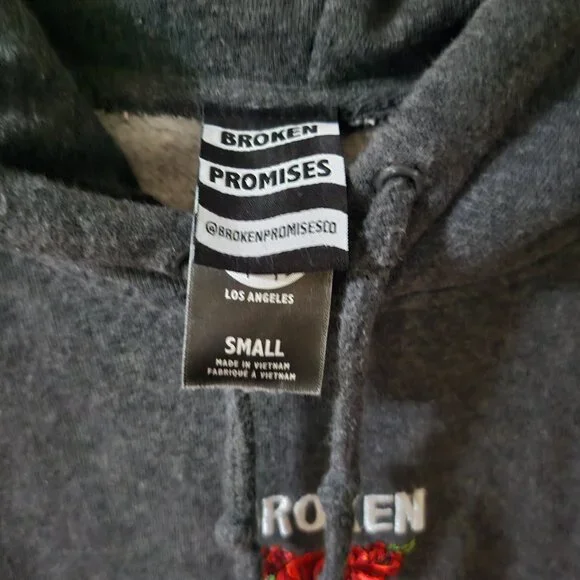 BROKEN
PROMISES
@BROKENPROMISESCO
LOS ANGELES
SMALL
MADE IN VIETNAM
FABRIQUÉ À VIETNAM
BROKEN